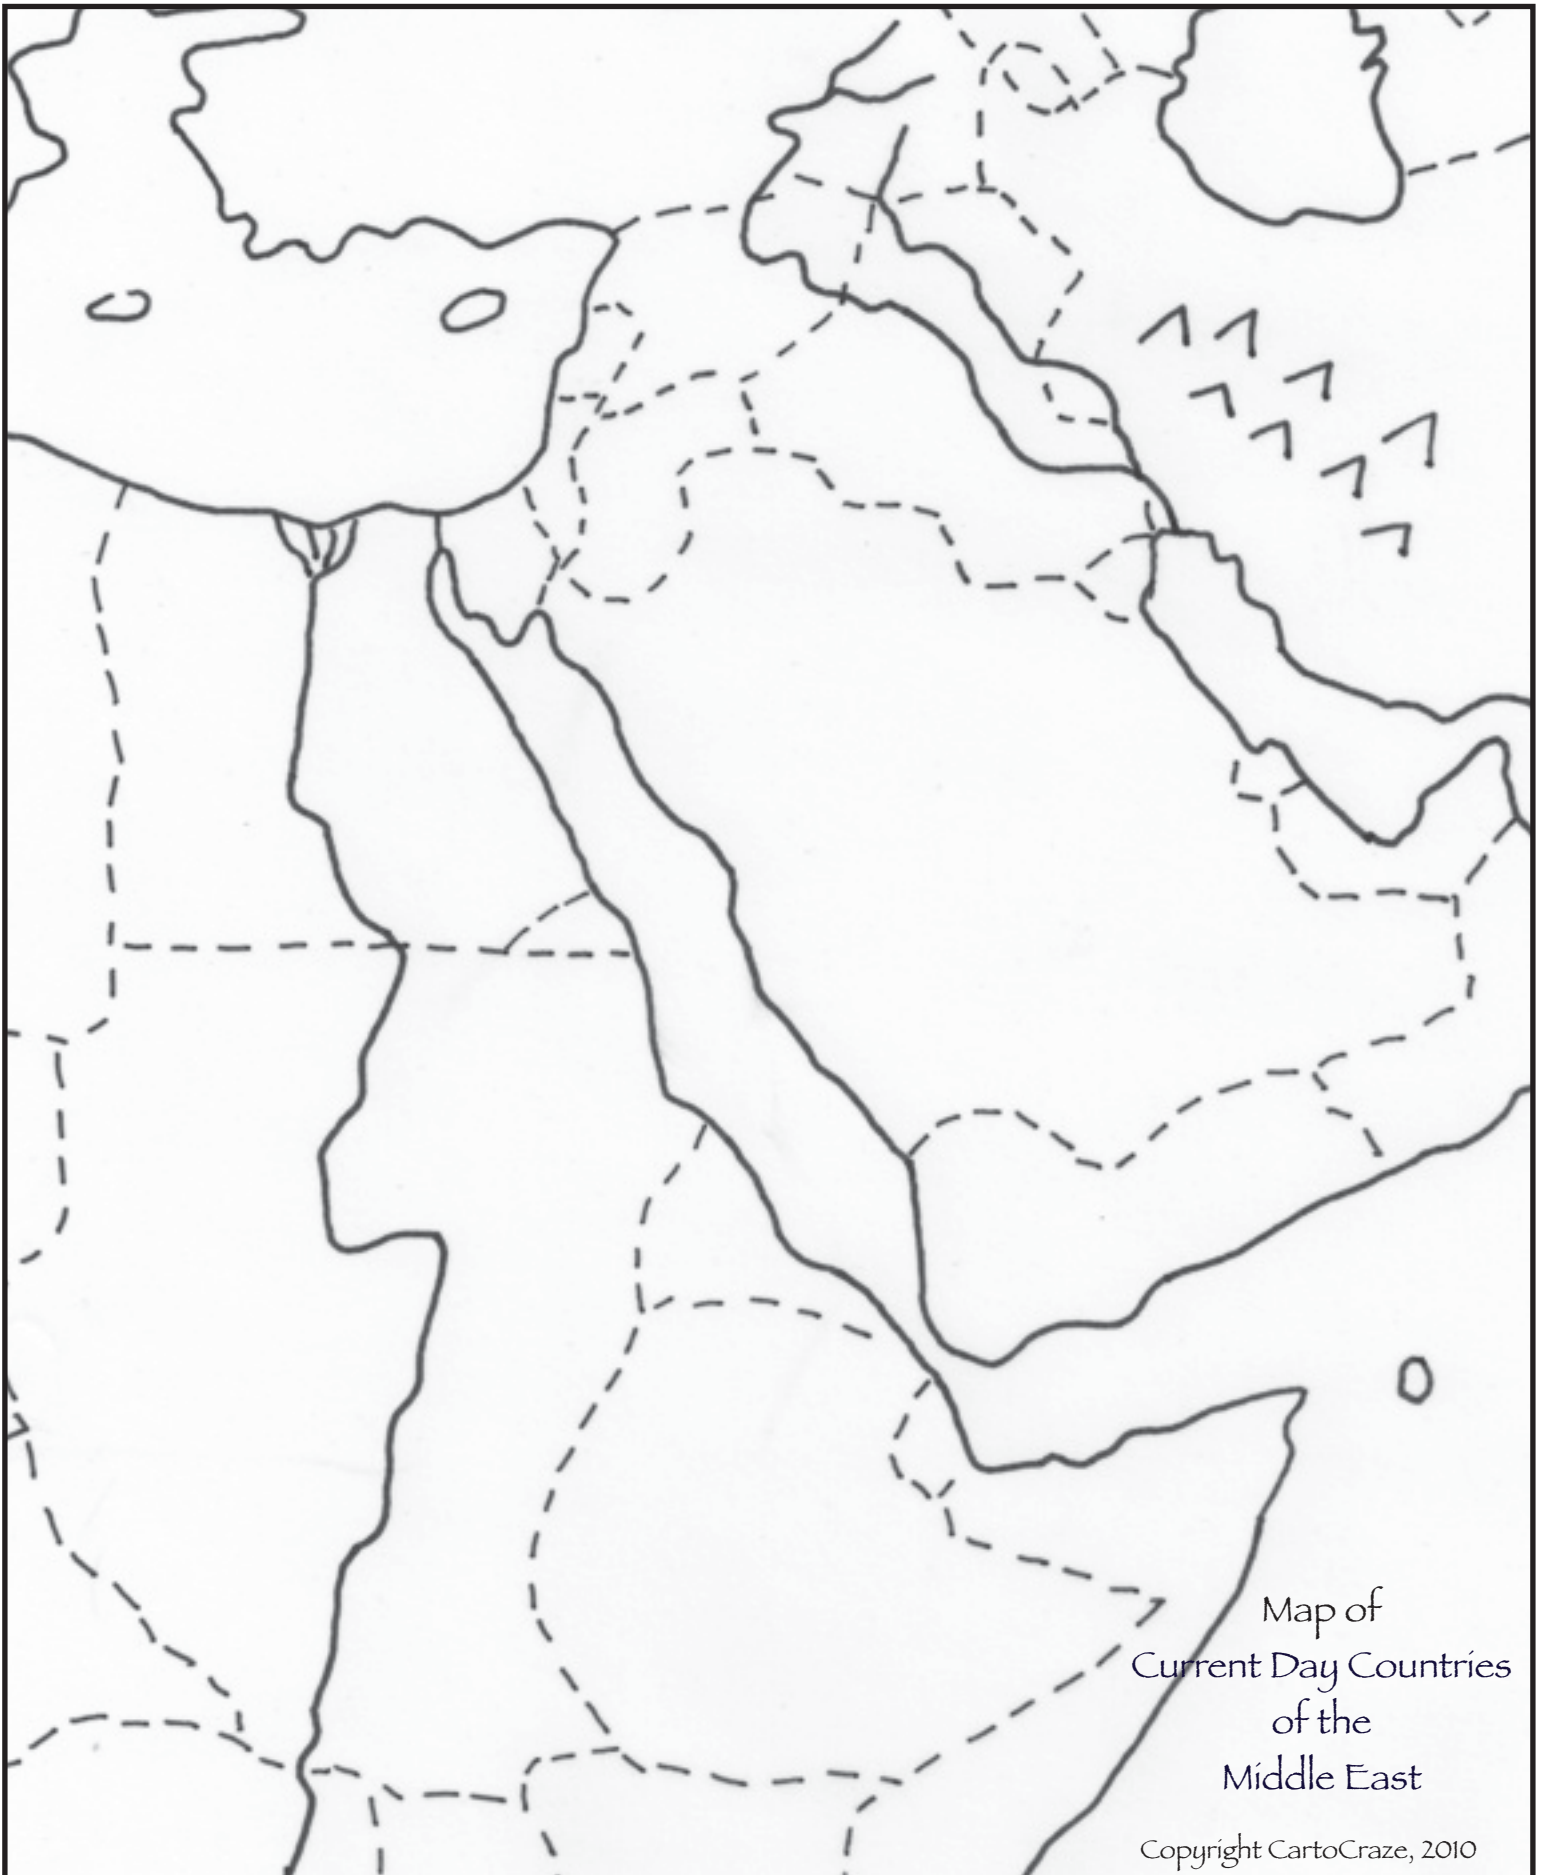 Map of
Current Day Countries
of the
Middle East
Copyright CartoCraze, 2010